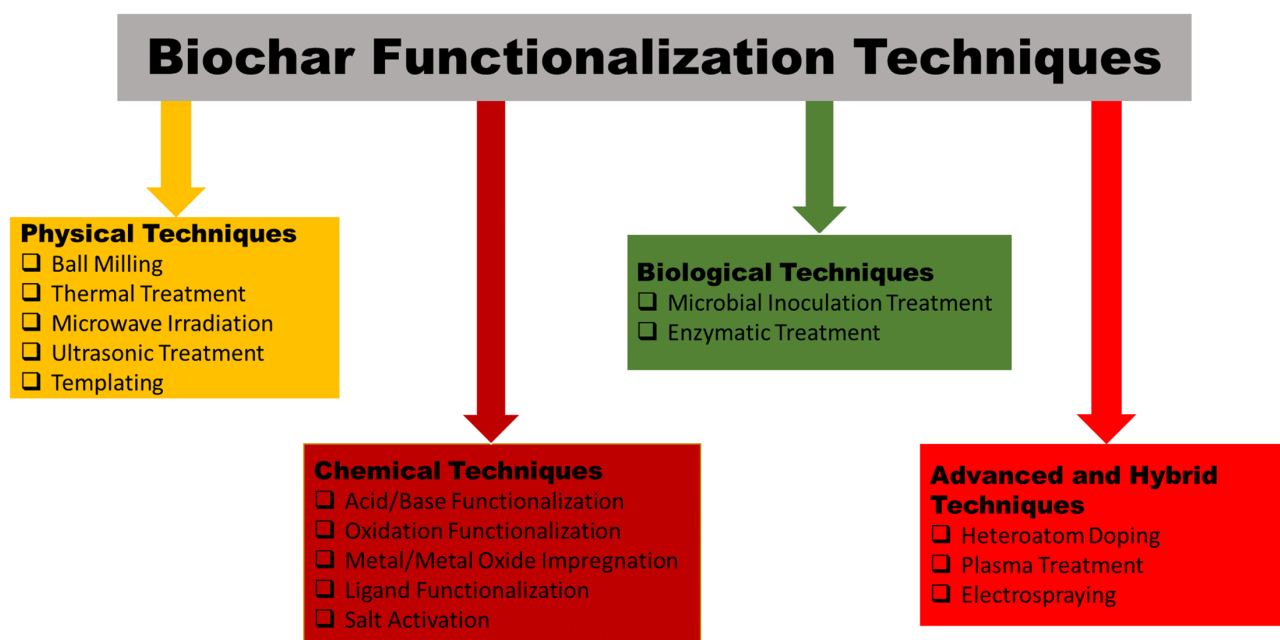 Biochar Functionalization Techniques
Physical Techniques
Ball Milling
Thermal Treatment
Microwave Irradiation
Ultrasonic Treatment
Templating
Biological Techniques
Microbial Inoculation Treatment
Enzymatic Treatment
Chemical Techniques
Acid/Base Functionalization
Oxidation Functionalization
Metal/Metal Oxide Impregnation
Ligand Functionalization
Salt Activation
Advanced and Hybrid
Techniques
Heteroatom Doping
Plasma Treatment
Electrospraying